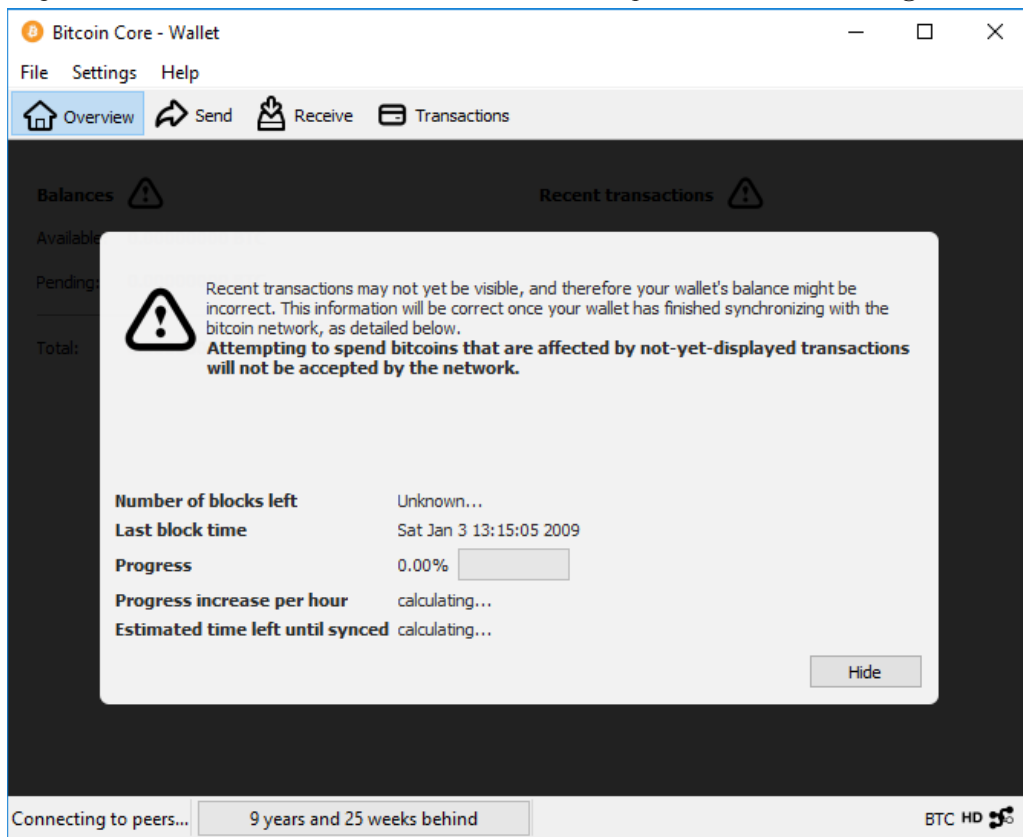 Bitcoin Core - Wallet
File Settings Help
Overview Send Receive Transactions
Balances Recent transactions
Available
Pending:
Total:
Recent transactions may not yet be visible, and therefore your wallet's balance might be
incorrect. This information will be correct once your wallet has finished synchronizing with the
bitcoin network, as detailed below.
Attempting to spend bitcoins that are affected by not-yet-displayed transactions
will not be accepted by the network.
Number of blocks left Unknown...
Last block time Sat Jan 3 13:15:05 2009
Progress 0.00%
Progress increase per hour calculating...
Estimated time left until synced calculating...
Hide
Connecting to peers... 9 years and 25 weeks behind BTC HD